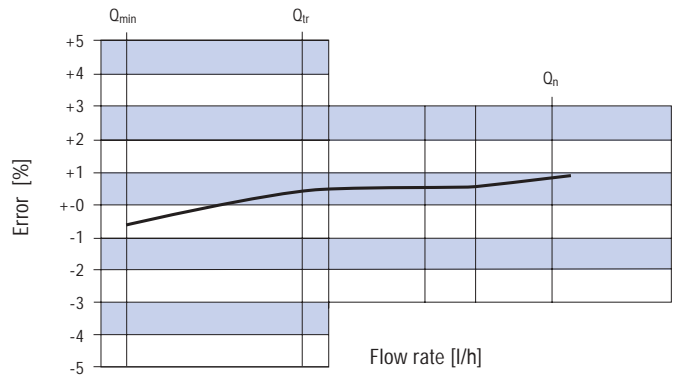 Qmin
Qtr
Qn
+5
+4
+3
+2
+1
+-0
-1
-2
-3
-4
-5
Error [%]
Flow rate [l/h]